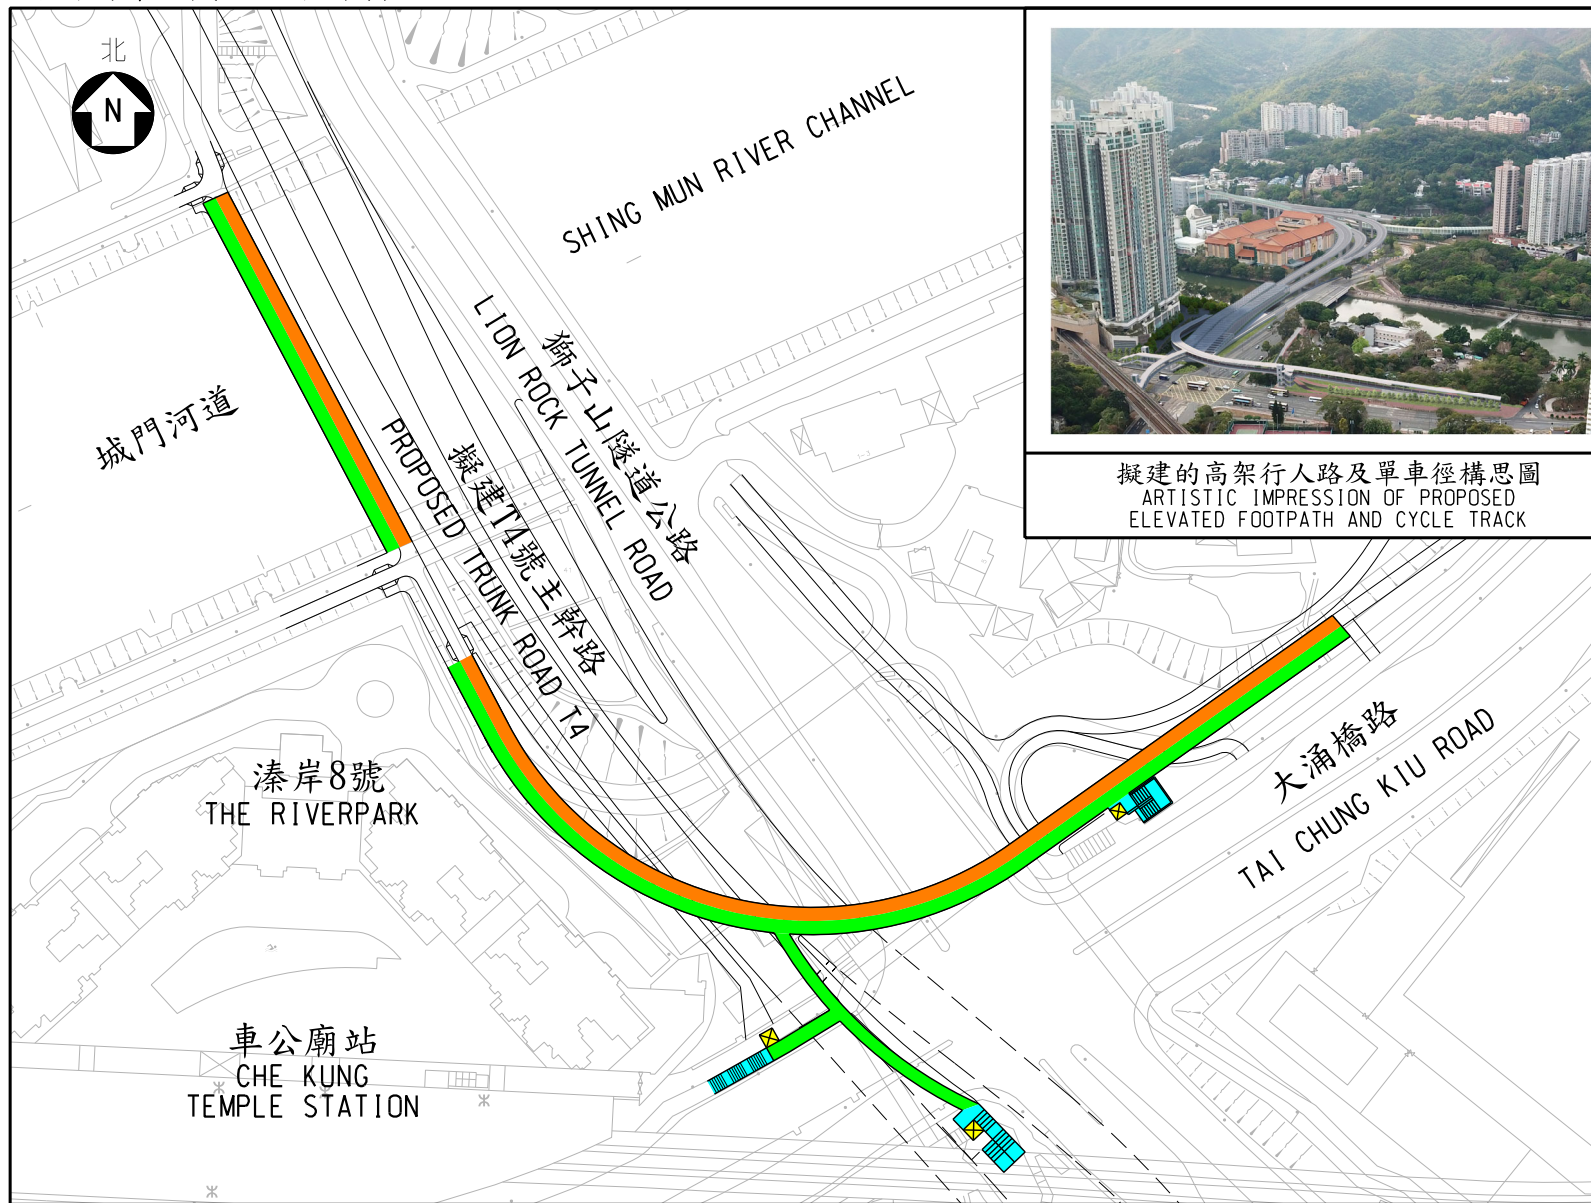 北
N
SHING MUN RIVER CHANNEL
城門河道
獅子山隧道公路
LION ROCK TUNNEL ROAD
擬建T4號主幹路
PROPOSED TRUNK ROAD T4
擬建的高架行人路及單車徑構思圖
ARTISTIC IMPRESSION OF PROPOSED
ELEVATED FOOTPATH AND CYCLE TRACK
溱岸8號
THE RIVERPARK
大涌橋路
TAI CHUNG KIU ROAD
車公廟站
CHE KUNG
TEMPLE STATION